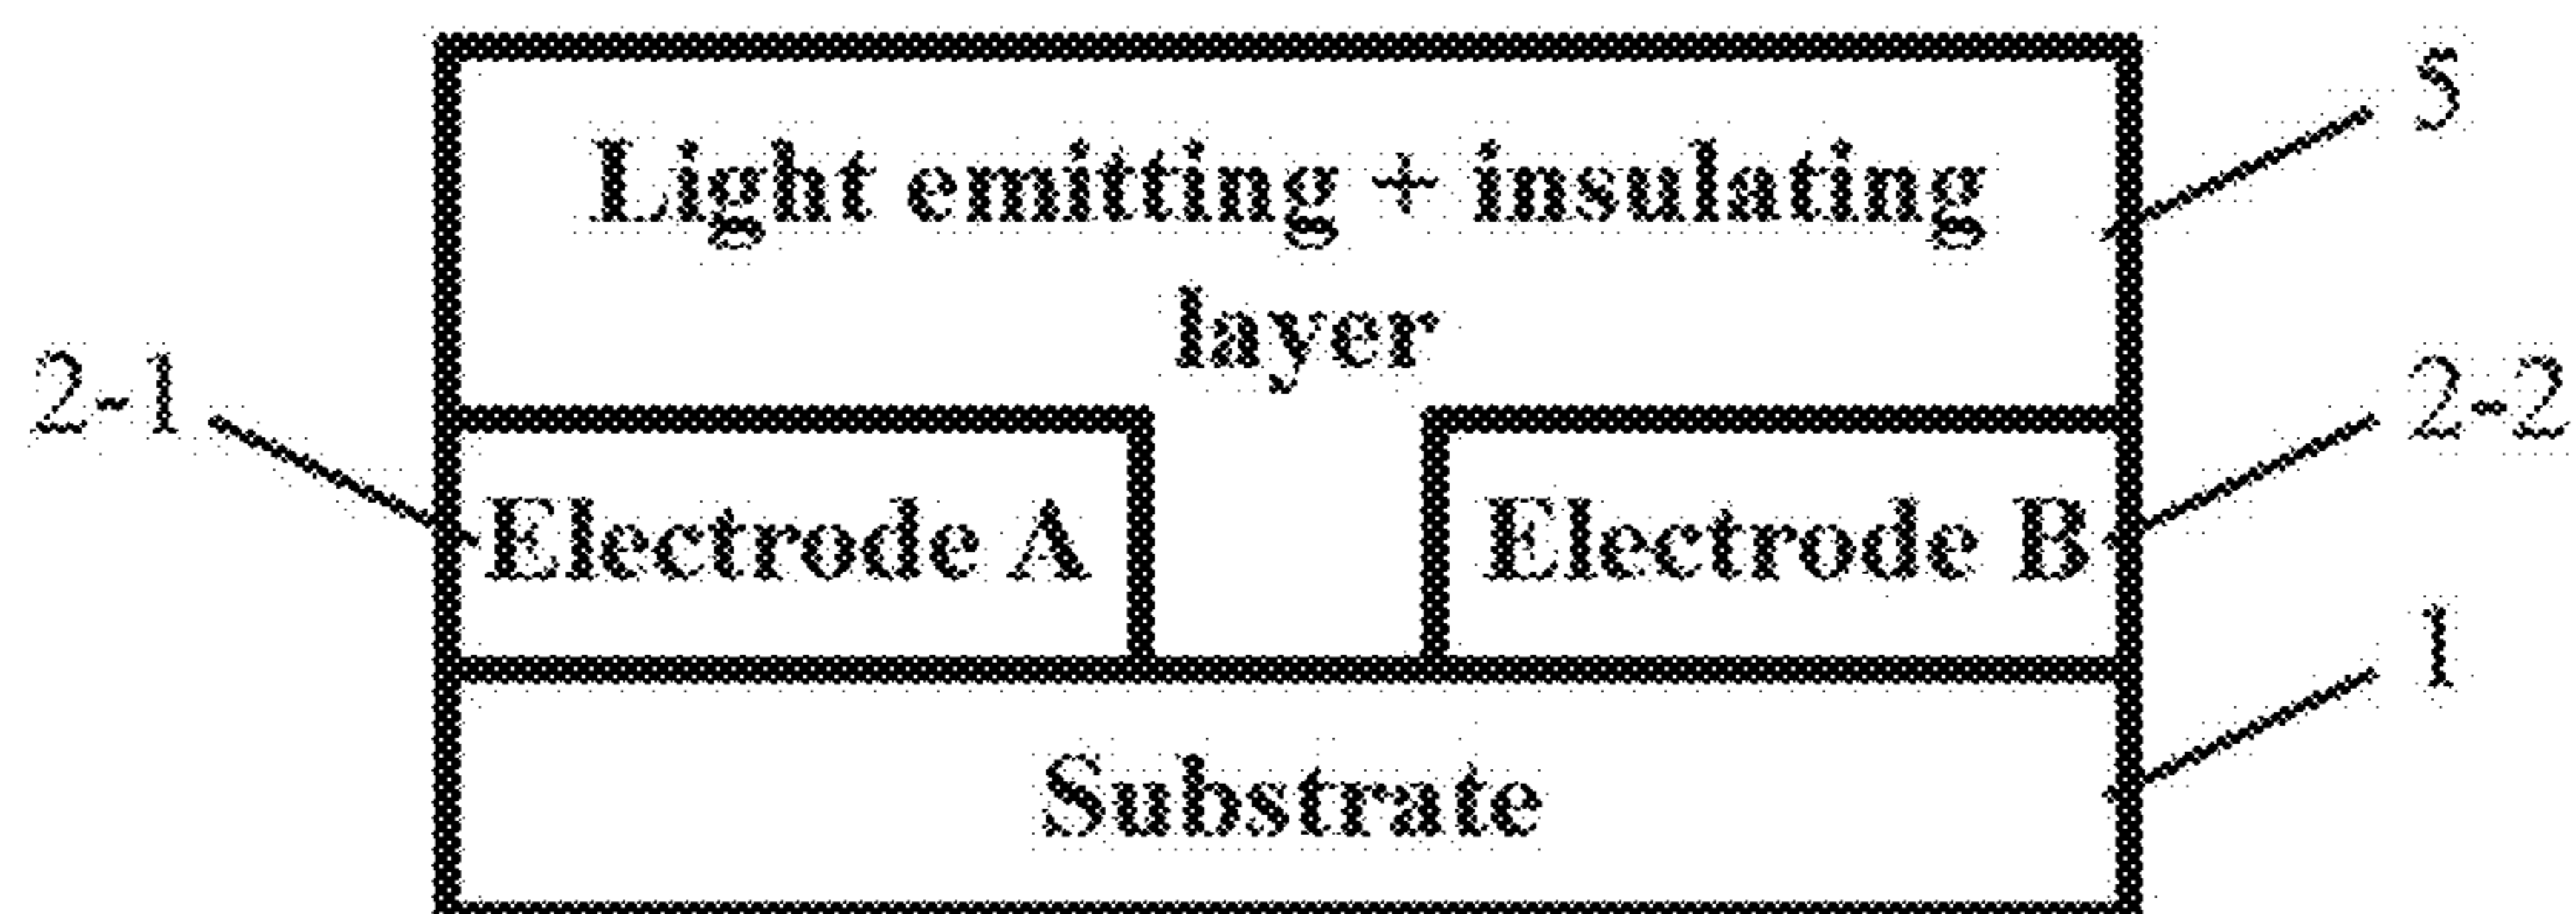 5
Light emitting + insulating
layer
2-1
2-2
Electrode A
Electrode B
1
Substrate